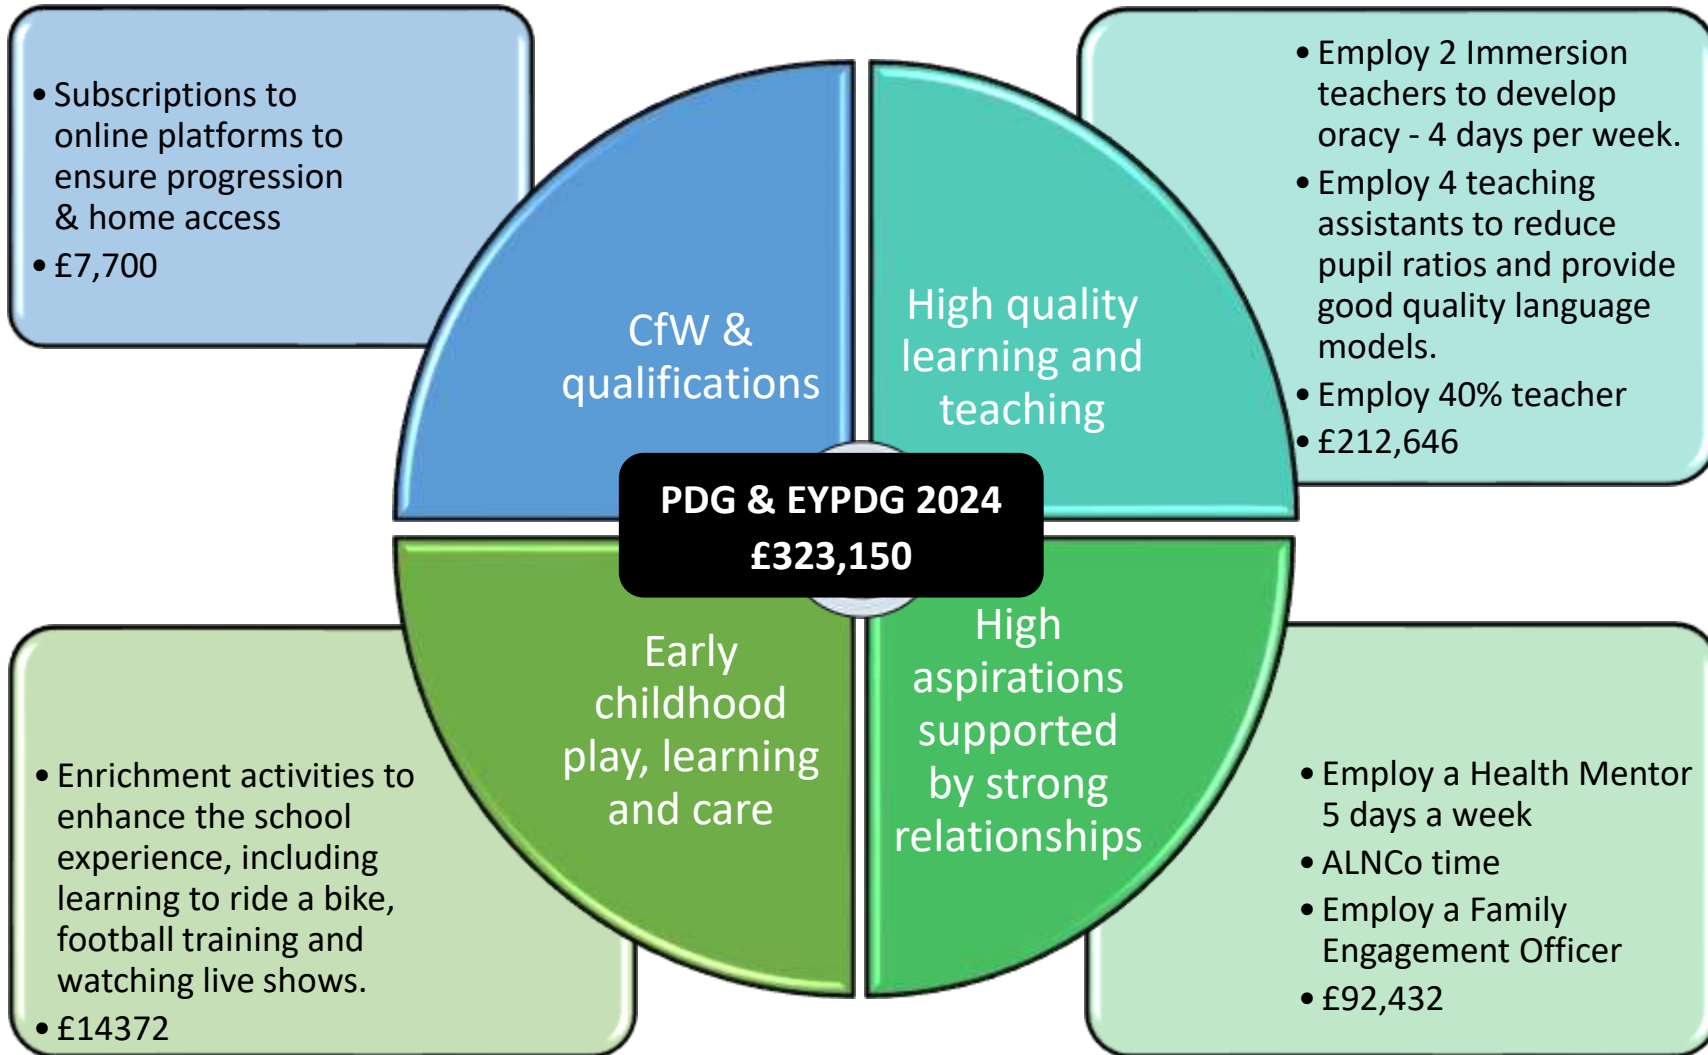 • Subscriptions to
online platforms to
ensure progression
& home access
• £7,700
CfW &
qualifications
High quality
learning and
teaching
• Employ 2 Immersion
teachers to develop
oracy - 4 days per week.
• Employ 4 teaching
assistants to reduce
pupil ratios and provide
good quality language
models.
• Employ 40% teacher
• £212,646
PDG & EYPDG 2024
£323,150
• Enrichment activities to
enhance the school
experience, including
learning to ride a bike,
football training and
watching live shows.
• £14372
Early
childhood
play, learning
and care
High
aspirations
supported
by strong
relationships
• Employ a Health Mentor
5 days a week
• ALNCo time
• Employ a Family
Engagement Officer
• £92,432